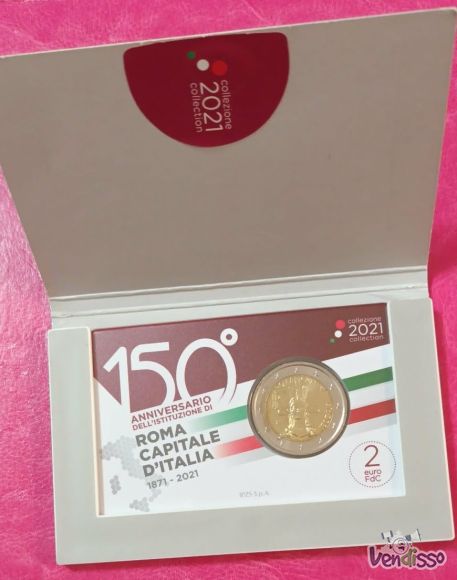 collezione
2021
collection
150°
ANNIVERSARIO
DELL'ISTITUZIONE DI
ROMA
CAPITALE
D'ITALIA
1871 - 2021
collezione
2021
collection
2
euro
FdC
IPZS S.p.A.
Vendisso